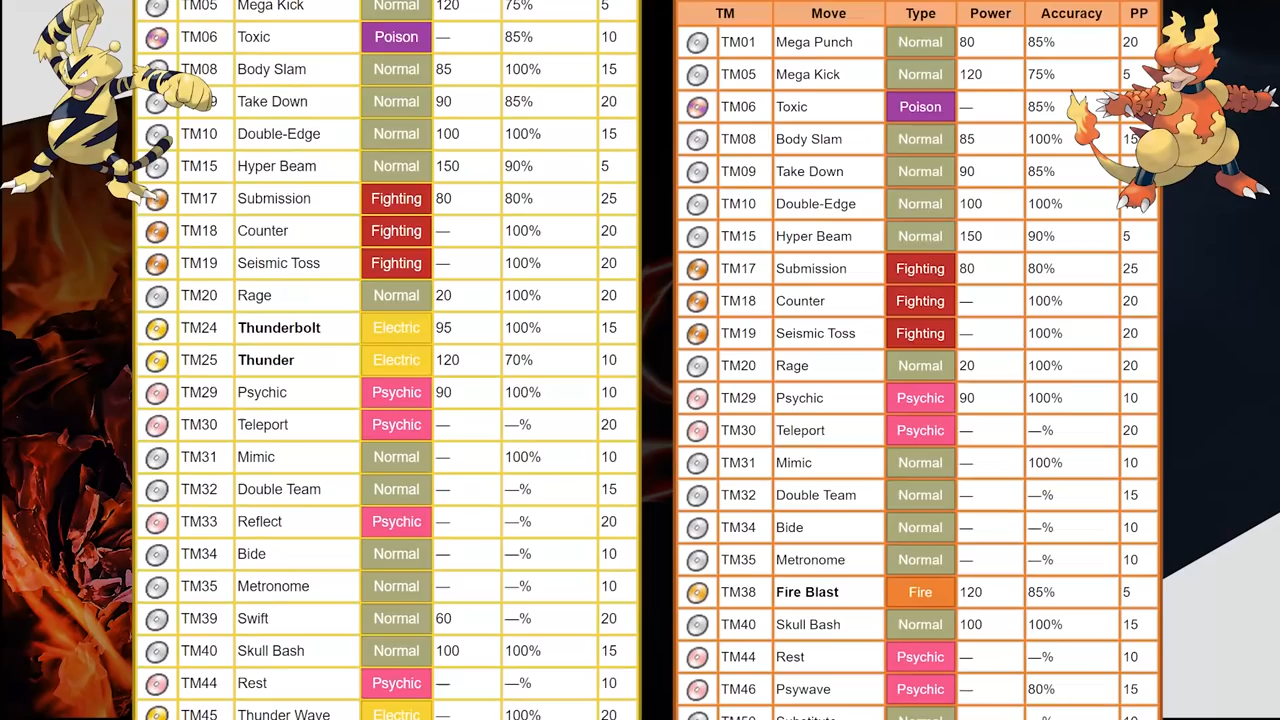 TM05 Mega Kick Normal 120 75% 5
TM06 Toxic Poison — 85% 10
TM08 Body Slam Normal 85 100% 15
9 Take Down Normal 90 85% 20
TM10 Double-Edge Normal 100 100% 15
TM15 Hyper Beam Normal 150 90% 5
TM17 Submission Fighting 80 80% 25
TM18 Counter Fighting — 100% 20
TM19 Seismic Toss Fighting — 100% 20
TM20 Rage Normal 20 100% 20
TM24 Thunderbolt Electric 95 100% 15
TM25 Thunder Electric 120 70% 10
TM29 Psychic Psychic 90 100% 10
TM30 Teleport Psychic — —% 20
TM31 Mimic Normal — 100% 10
TM32 Double Team Normal — —% 15
TM33 Reflect Psychic — —% 20
TM34 Bide Normal — —% 10
TM35 Metronome Normal — —% 10
TM39 Swift Normal 60 —% 20
TM40 Skull Bash Normal 100 100% 15
TM44 Rest Psychic — —% 10
TM45 Thunder Wave Electric — 100% 20
TM Move Type Power Accuracy PP
TM01 Mega Punch Normal 80 85% 20
TM05 Mega Kick Normal 120 75% 5
TM06 Toxic Poison — 85%
TM08 Body Slam Normal 85 100% 15
TM09 Take Down Normal 90 85%
TM10 Double-Edge Normal 100 100%
TM15 Hyper Beam Normal 150 90% 5
TM17 Submission Fighting 80 80% 25
TM18 Counter Fighting — 100% 20
TM19 Seismic Toss Fighting — 100% 20
TM20 Rage Normal 20 100% 20
TM29 Psychic Psychic 90 100% 10
TM30 Teleport Psychic — —% 20
TM31 Mimic Normal — 100% 10
TM32 Double Team Normal — —% 15
TM34 Bide Normal — —% 10
TM35 Metronome Normal — —% 10
TM38 Fire Blast Fire 120 85% 5
TM40 Skull Bash Normal 100 100% 15
TM44 Rest Psychic — —% 10
TM46 Psywave Psychic — 80% 15
TM50 Substitute Normal — —% 10